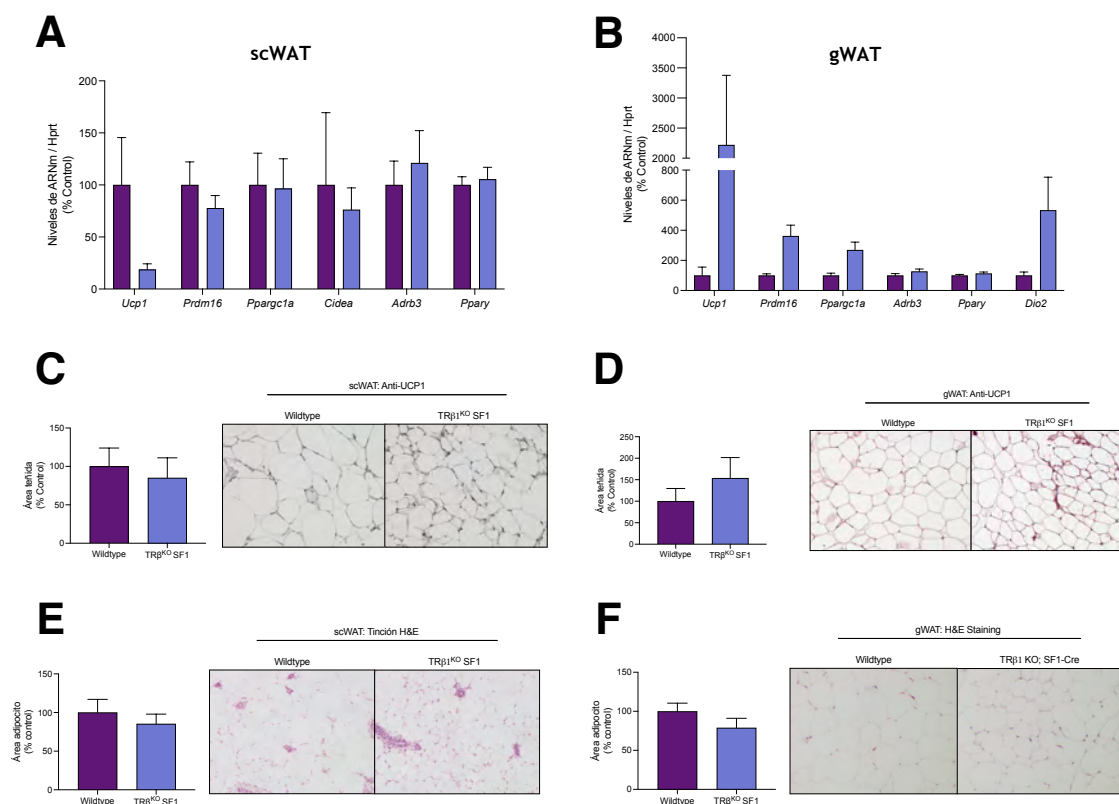 A
scWAT
Niveles de ARNm / Hprt
(% Control)
200
150
100
50
0
Ucp1
Prdm16
Ppargc1a
Cidea
Adrb3
Ppary
B
gWAT
Niveles de ARNm / Hprt
(% Control)
4000
3500
3000
2500
2000
800
600
400
200
0
Ucp1
Prdm16
Ppargc1a
Adrb3
Ppary
Dio2
C
Área teñida
(% Control)
150
100
50
0
Wildtype
TRβᴷᴼ SF1
scWAT: Anti-UCP1
Wildtype
TRβ1ᴷᴼ SF1
D
Área teñida
(% Control)
250
200
150
100
50
0
Wildtype
TRβᴷᴼ SF1
gWAT: Anti-UCP1
Wildtype
TRβ1ᴷᴼ SF1
E
Área adipocito
(% control)
150
100
50
0
Wildtype
TRβᴷᴼ SF1
scWAT: Tinción H&E
Wildtype
TRβ1ᴷᴼ SF1
F
Área adipocito
(% control)
150
100
50
0
Wildtype
TRβᴷᴼ SF1
gWAT: H&E Staining
Wildtype
TRβ1 KO; SF1-Cre